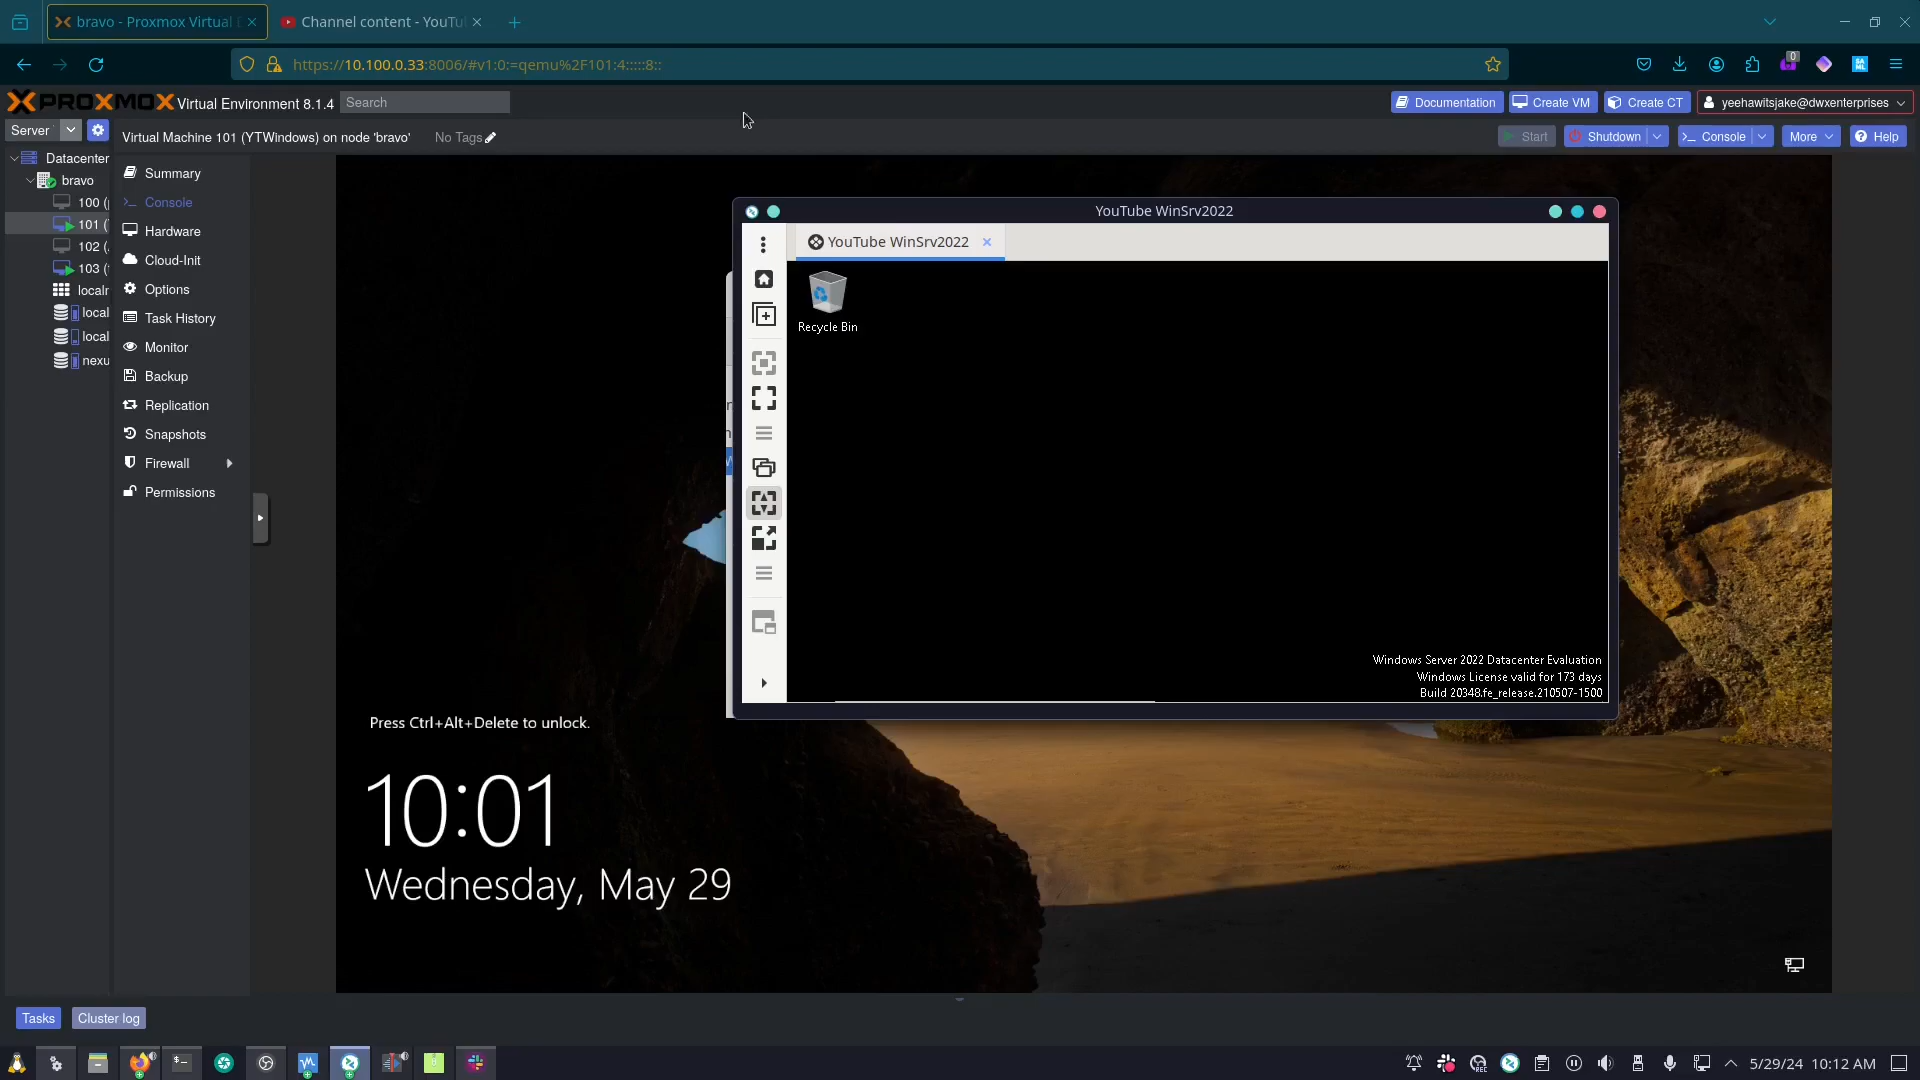 bravo - Proxmox Virtual
Channel content - YouTu
https://10.100.0.33:8006/#v1:0:=qemu%2F101:4:::::8::
0
PROXMOX Virtual Environment 8.1.4
Search
Documentation
Create VM
Create CT
yeehawitsjake@dwxenterprises
Server
Virtual Machine 101 (YTWindows) on node 'bravo'
No Tags
Start
Shutdown
Console
More
Help
Datacenter
bravo
100 (
101 (
102 (
103 (
localn
local
local
nexu
Summary
Console
Hardware
Cloud-Init
Options
Task History
Monitor
Backup
Replication
Snapshots
Firewall
Permissions
YouTube WinSrv2022
YouTube WinSrv2022
Recycle Bin
Windows Server 2022 Datacenter Evaluation
Windows License valid for 173 days
Build 20348.fe_release.210507-1500
Press Ctrl+Alt+Delete to unlock.
10:01
Wednesday, May 29
Tasks
Cluster log
REC
5/29/24
10:12 AM